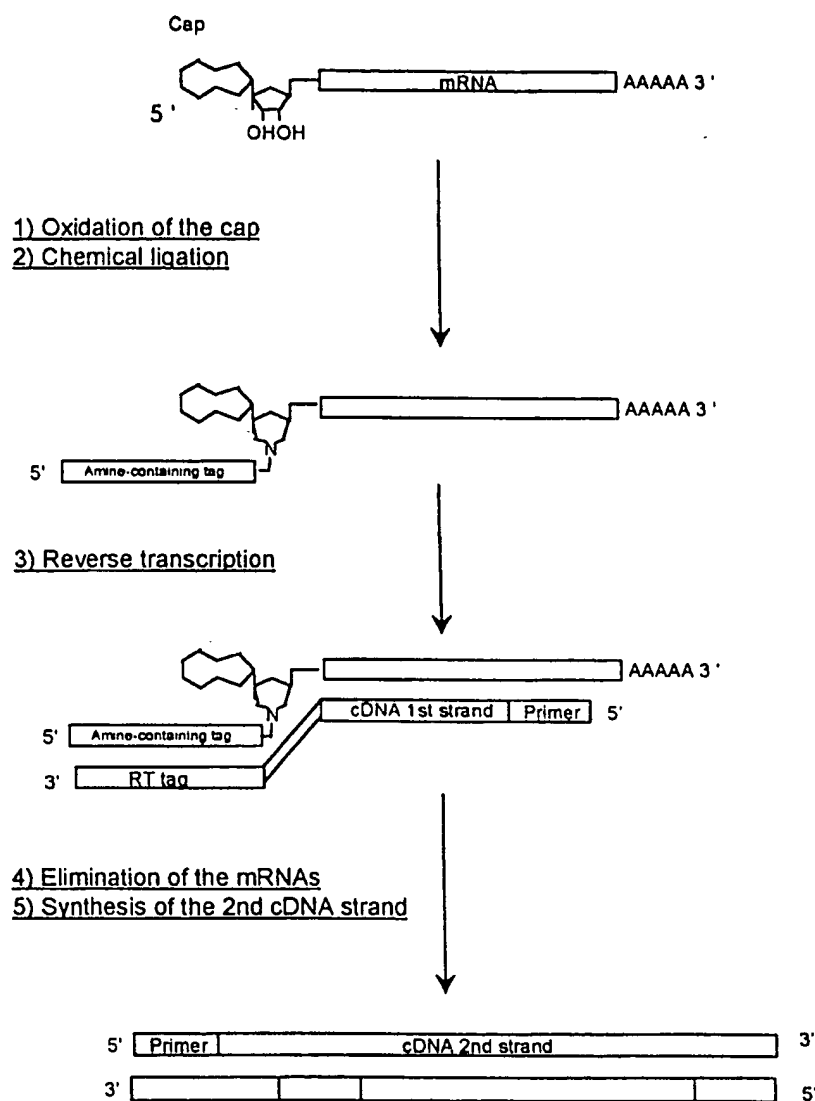 Cap
mRNA AAAAA 3'
5'
OHOH
1) Oxidation of the cap
2) Chemical ligation
AAAAA 3'
5' Amine-containing tag
N
3) Reverse transcription
AAAAA 3'
N
cDNA 1st strand Primer 5'
5' Amine-containing tag
3' RT tag
4) Elimination of the mRNAs
5) Synthesis of the 2nd cDNA strand
5' Primer cDNA 2nd strand 3'
3' 5'